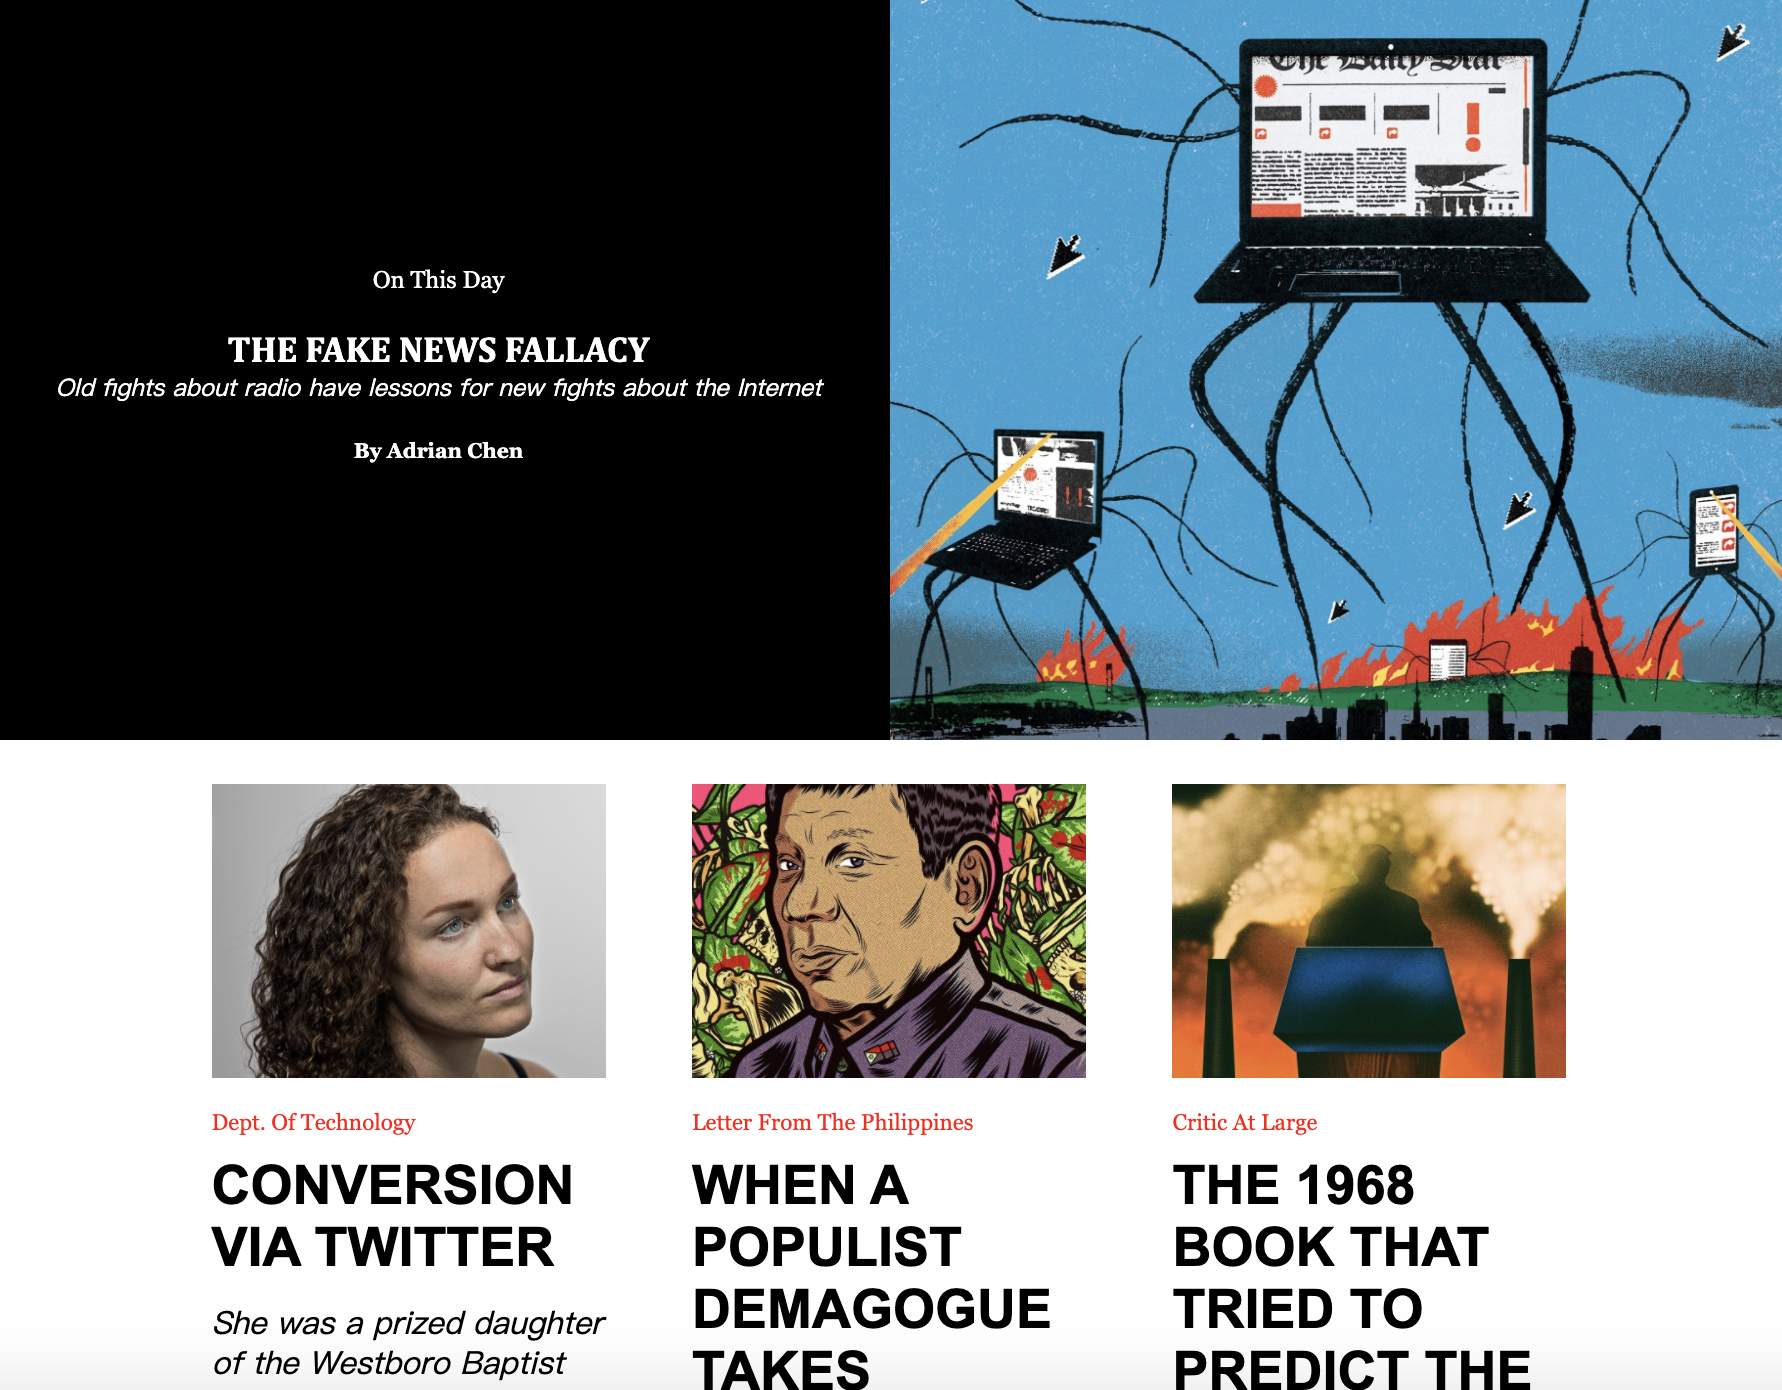 On This Day
THE FAKE NEWS FALLACY
Old fights about radio have lessons for new fights about the Internet
By Adrian Chen
Dept. Of Technology
CONVERSION
VIA TWITTER
She was a prized daughter
of the Westboro Baptist
Letter From The Philippines
WHEN A
POPULIST
DEMAGOGUE
TAKES
Critic At Large
THE 1968
BOOK THAT
TRIED TO
PREDICT THE